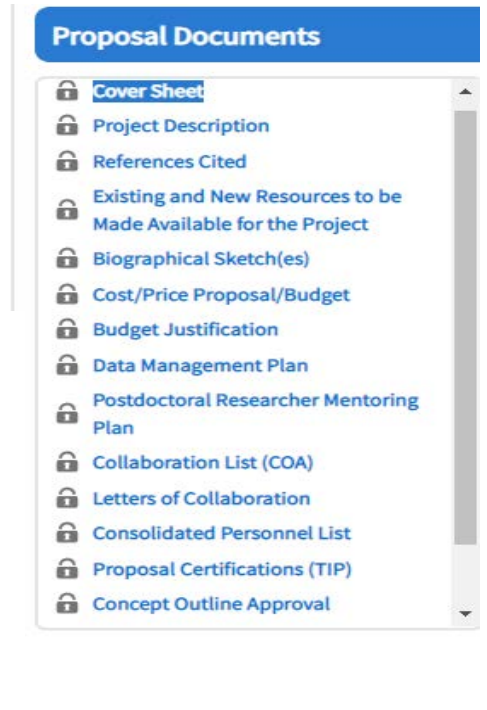 Proposal Documents
Cover Sheet
Project Description
References Cited
Existing and New Resources to be
Made Available for the Project
Biographical Sketch(es)
Cost/Price Proposal/Budget
Budget Justification
Data Management Plan
Postdoctoral Researcher Mentoring
Plan
Collaboration List (COA)
Letters of Collaboration
Consolidated Personnel List
Proposal Certifications (TIP)
Concept Outline Approval